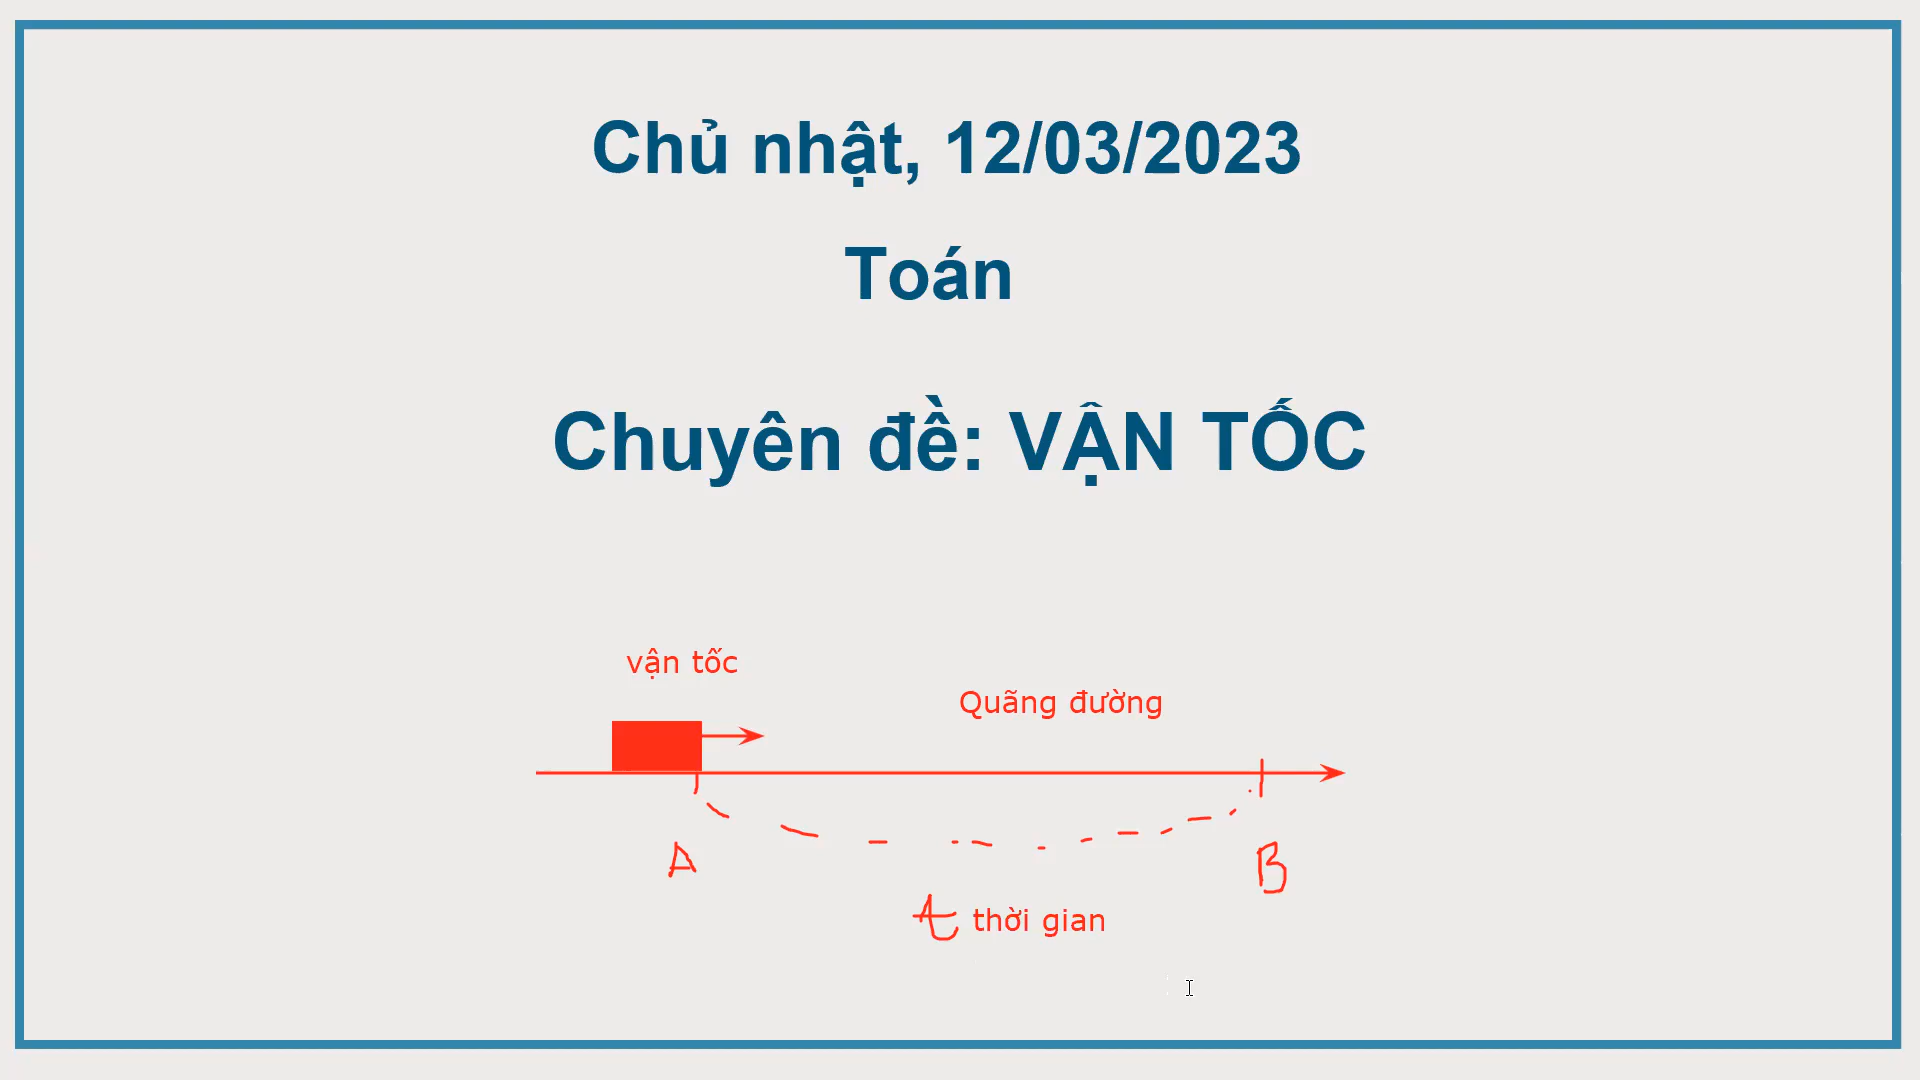 Chủ nhật, 12/03/2023
Toán
Chuyên đề: VẬN TỐC
vận tốc
Quãng đường
A
B
t thời gian